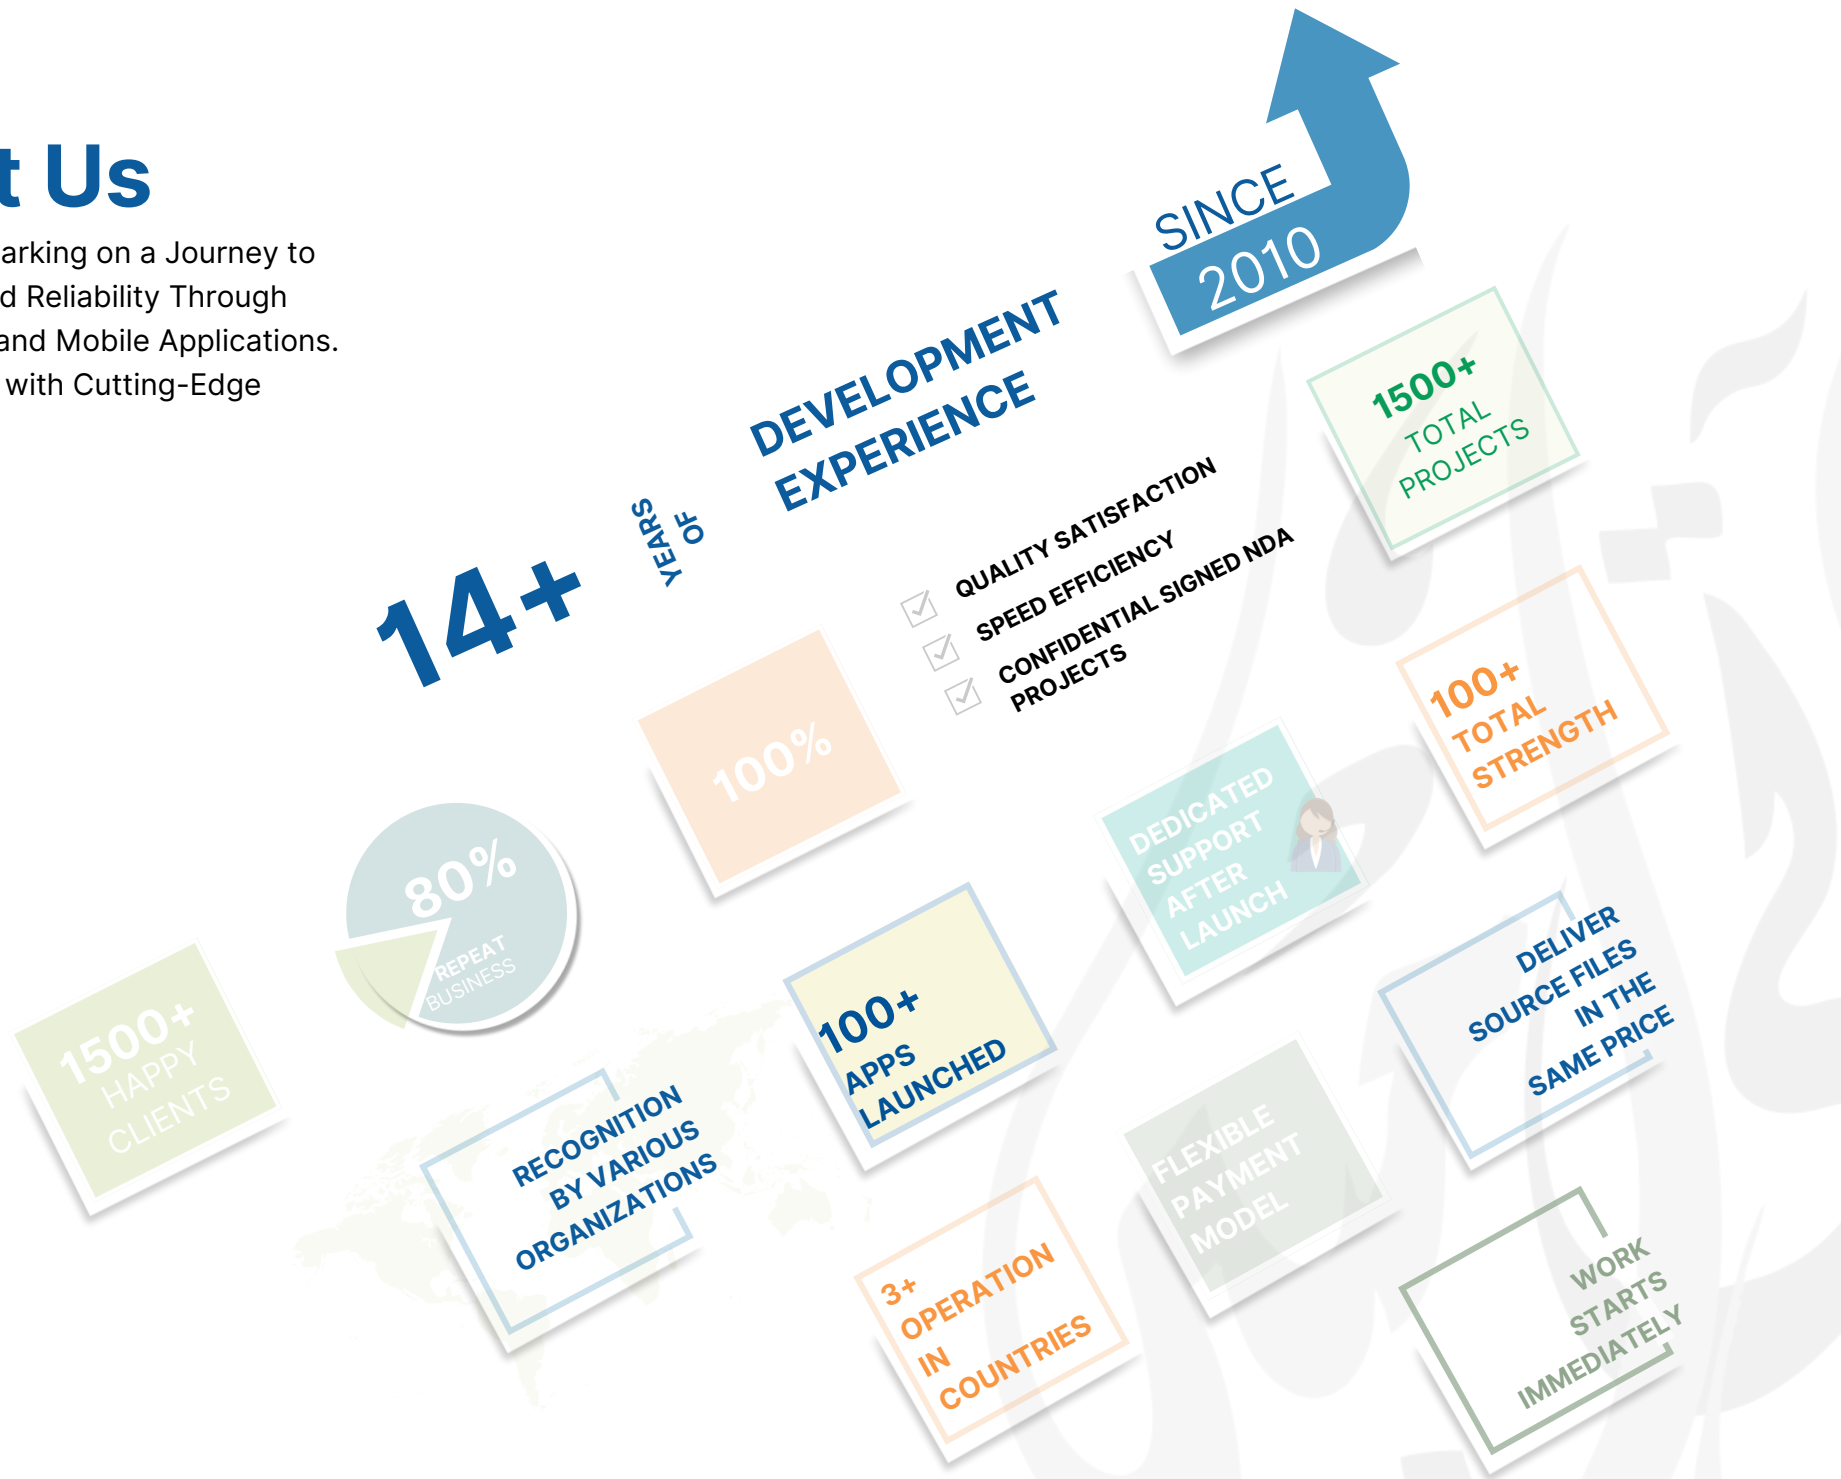 t Us
arking on a Journey to
d Reliability Through
and Mobile Applications.
with Cutting-Edge
SINCE
2010
14+
YEARS
OF
DEVELOPMENT
EXPERIENCE
QUALITY SATISFACTION
SPEED EFFICIENCY
CONFIDENTIAL SIGNED NDA
PROJECTS
1500+
TOTAL
PROJECTS
100%
100+
TOTAL
STRENGTH
DEDICATED
SUPPORT
AFTER
LAUNCH
80%
REPEAT
BUSINESS
1500+
HAPPY
CLIENTS
100+
APPS
LAUNCHED
DELIVER
SOURCE FILES
IN THE
SAME PRICE
RECOGNITION
BY VARIOUS
ORGANIZATIONS
FLEXIBLE
PAYMENT
MODEL
3+
OPERATION
IN
COUNTRIES
WORK
STARTS
IMMEDIATELY